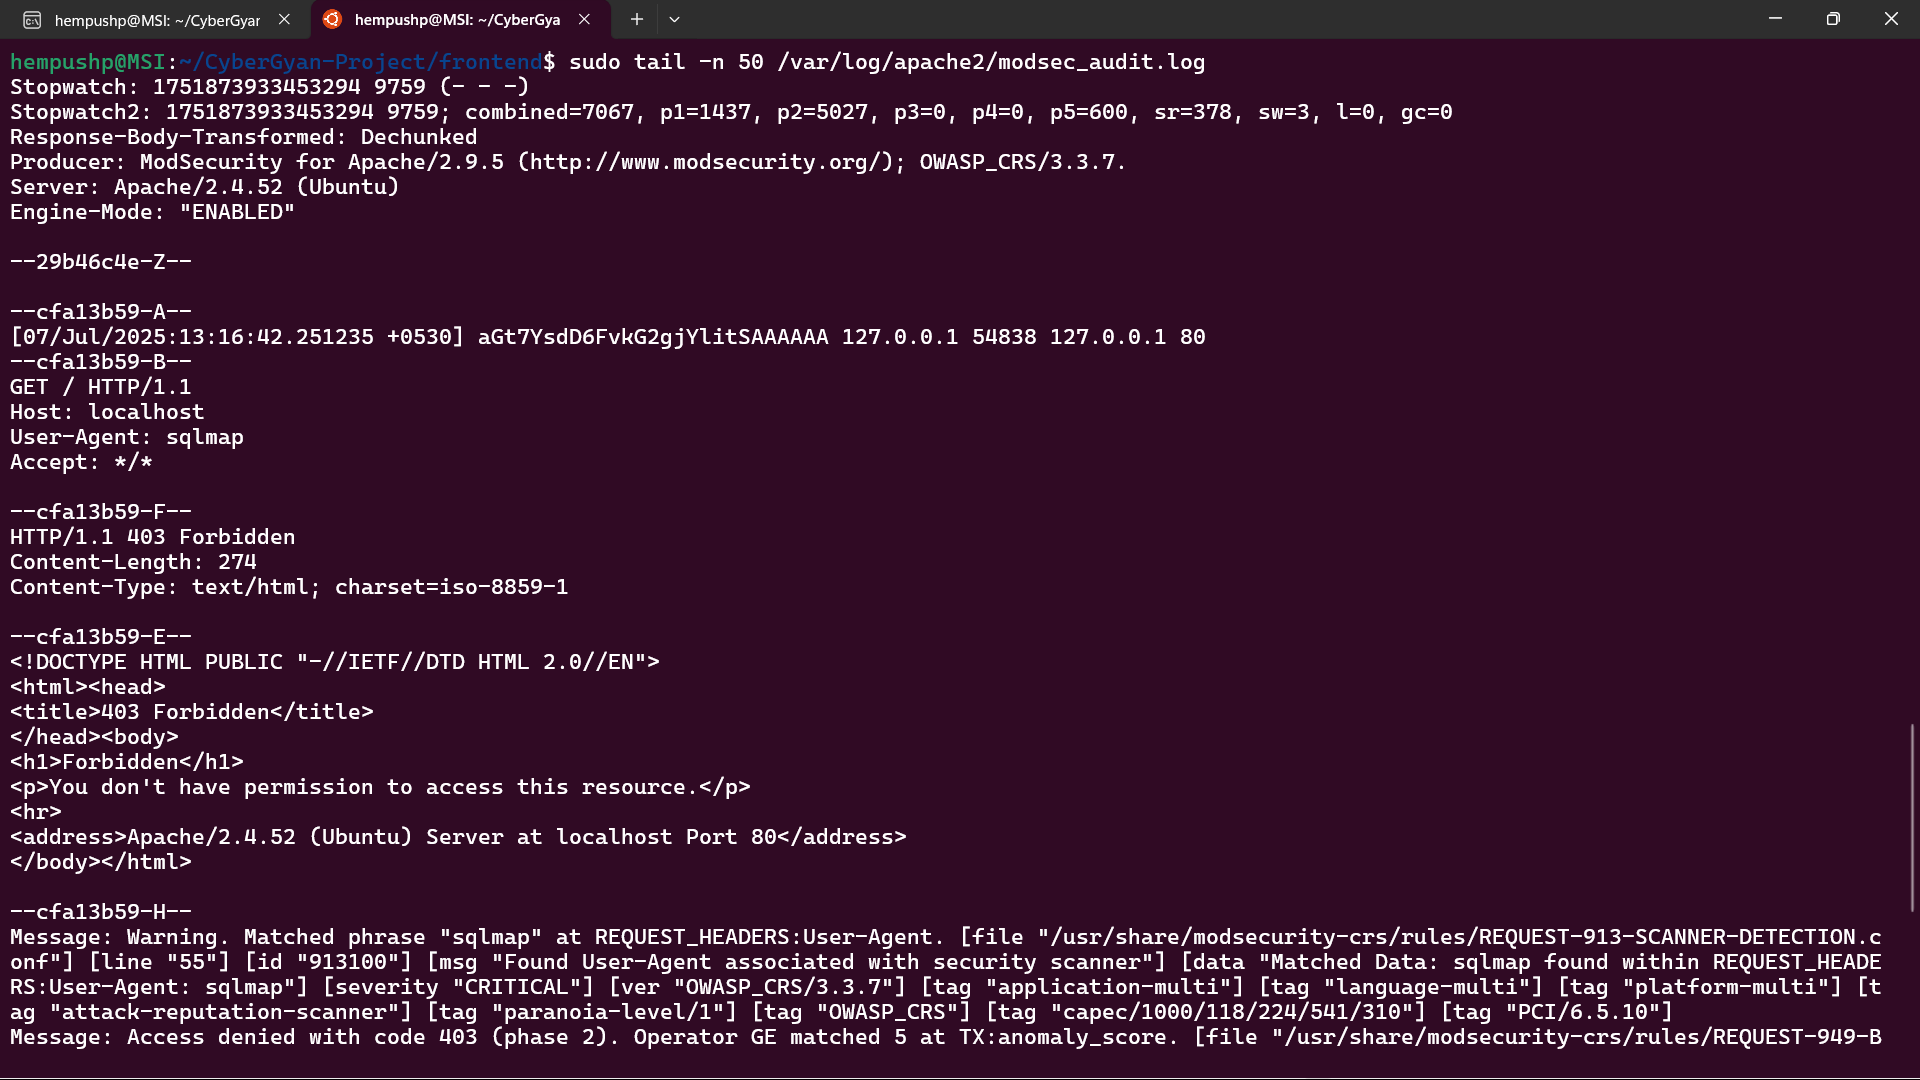 hempushp@MSI: ~/CyberGyar
hempushp@MSI: ~/CyberGya
hempushp@MSI:~/CyberGyan-Project/frontend$ sudo tail -n 50 /var/log/apache2/modsec_audit.log
Stopwatch: 1751873933453294 9759 (- - -)
Stopwatch2: 1751873933453294 9759; combined=7067, p1=1437, p2=5027, p3=0, p4=0, p5=600, sr=378, sw=3, l=0, gc=0
Response-Body-Transformed: Dechunked
Producer: ModSecurity for Apache/2.9.5 (http://www.modsecurity.org/); OWASP_CRS/3.3.7.
Server: Apache/2.4.52 (Ubuntu)
Engine-Mode: "ENABLED"
--29b46c4e-Z--
--cfa13b59-A--
[07/Jul/2025:13:16:42.251235 +0530] aGt7YsdD6FvkG2gjYlitSAAAAAA 127.0.0.1 54838 127.0.0.1 80
--cfa13b59-B--
GET / HTTP/1.1
Host: localhost
User-Agent: sqlmap
Accept: */*
--cfa13b59-F--
HTTP/1.1 403 Forbidden
Content-Length: 274
Content-Type: text/html; charset=iso-8859-1
--cfa13b59-E--
<!DOCTYPE HTML PUBLIC "-//IETF//DTD HTML 2.0//EN">
<html><head>
<title>403 Forbidden</title>
</head><body>
<h1>Forbidden</h1>
<p>You don't have permission to access this resource.</p>
<hr>
<address>Apache/2.4.52 (Ubuntu) Server at localhost Port 80</address>
</body></html>
--cfa13b59-H--
Message: Warning. Matched phrase "sqlmap" at REQUEST_HEADERS:User-Agent. [file "/usr/share/modsecurity-crs/rules/REQUEST-913-SCANNER-DETECTION.c
onf"] [line "55"] [id "913100"] [msg "Found User-Agent associated with security scanner"] [data "Matched Data: sqlmap found within REQUEST_HEADE
RS:User-Agent: sqlmap"] [severity "CRITICAL"] [ver "OWASP_CRS/3.3.7"] [tag "application-multi"] [tag "language-multi"] [tag "platform-multi"] [t
ag "attack-reputation-scanner"] [tag "paranoia-level/1"] [tag "OWASP_CRS"] [tag "capec/1000/118/224/541/310"] [tag "PCI/6.5.10"]
Message: Access denied with code 403 (phase 2). Operator GE matched 5 at TX:anomaly_score. [file "/usr/share/modsecurity-crs/rules/REQUEST-949-B